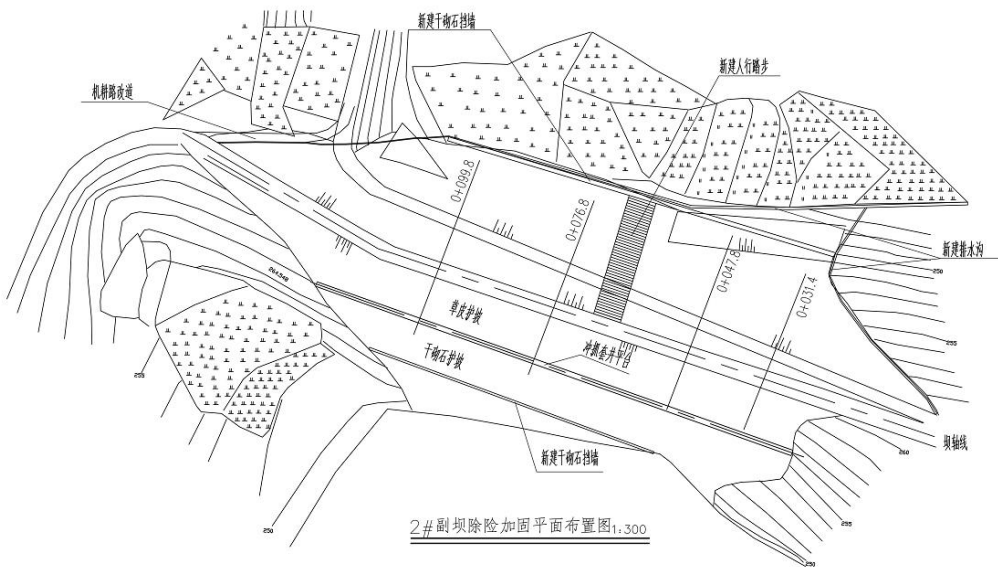 新建干砌石挡墙
新建人行踏步
机耕路改道
0+099.8
0+076.8
0+047.8
0+031.4
新建排水沟
草皮护坡
干砌石护坡
冲抓套井平台
坝轴线
新建干砌石挡墙
2#副坝除险加固平面布置图1:300